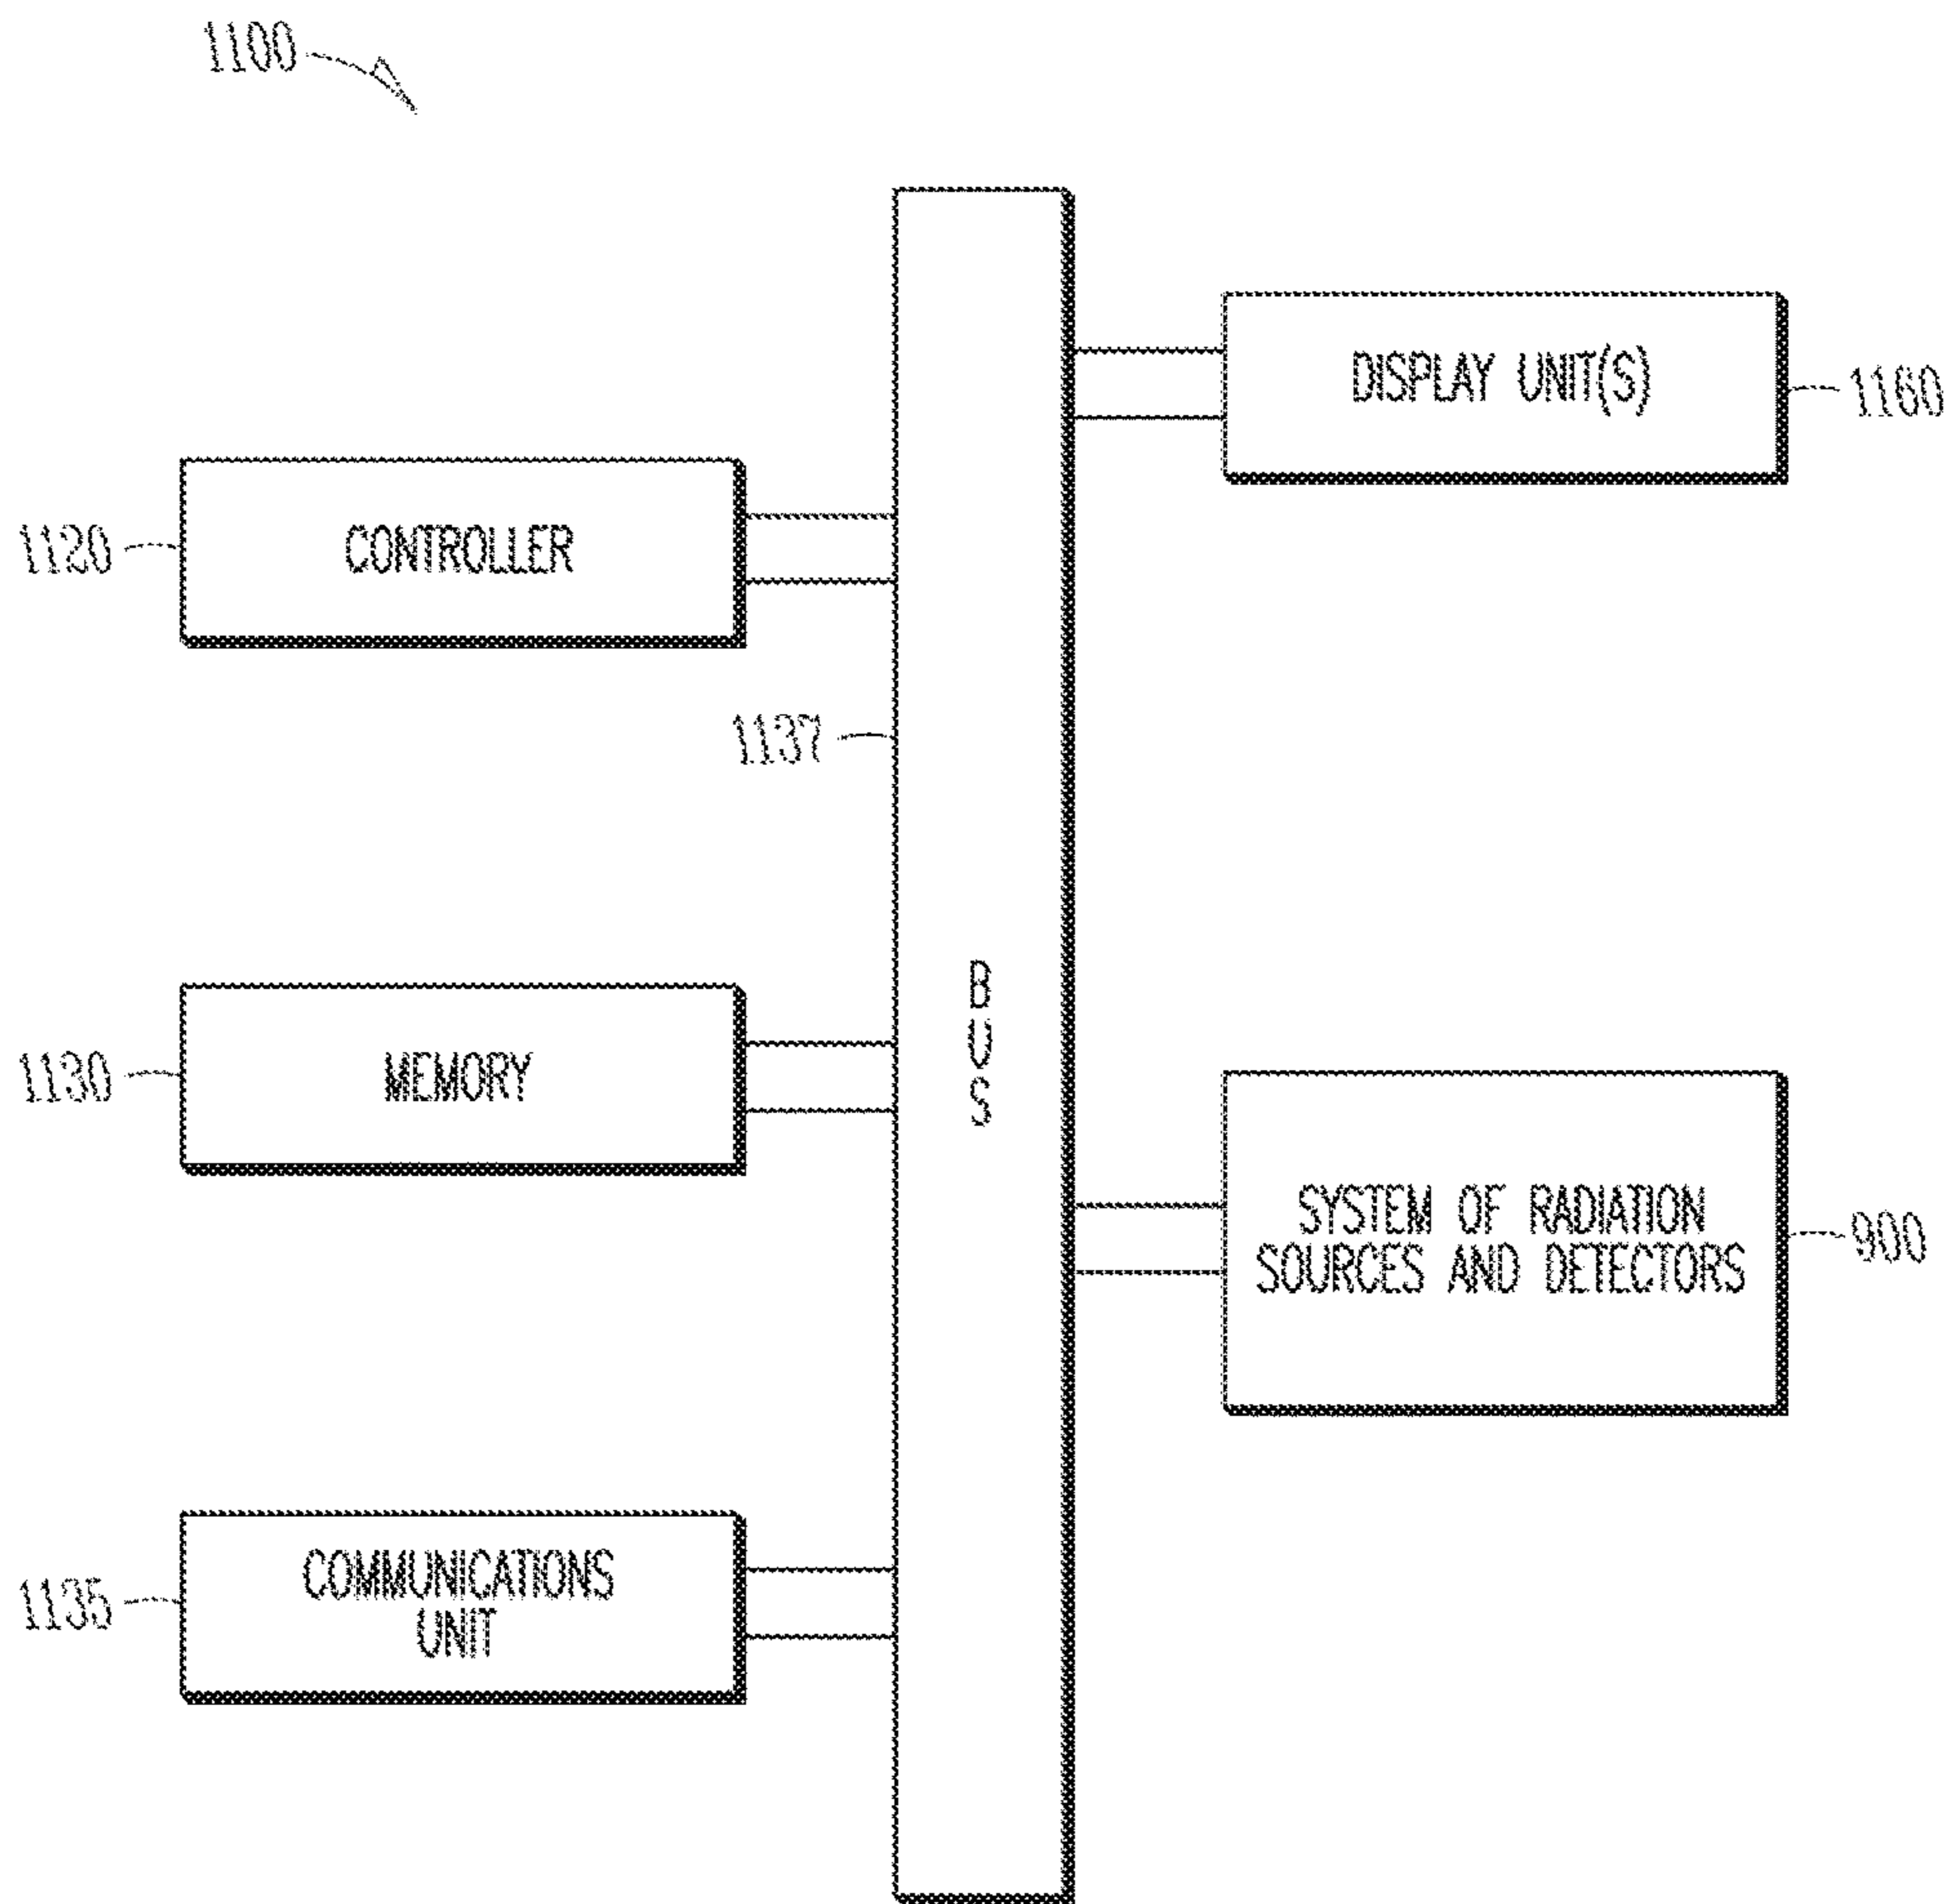 1100
DISPLAY UNIT(S)
1160
1120
CONTROLLER
1137
B
U
S
1130
MEMORY
SYSTEM OF RADIATION
SOURCES AND DETECTORS
900
1135
COMMUNICATIONS
UNIT